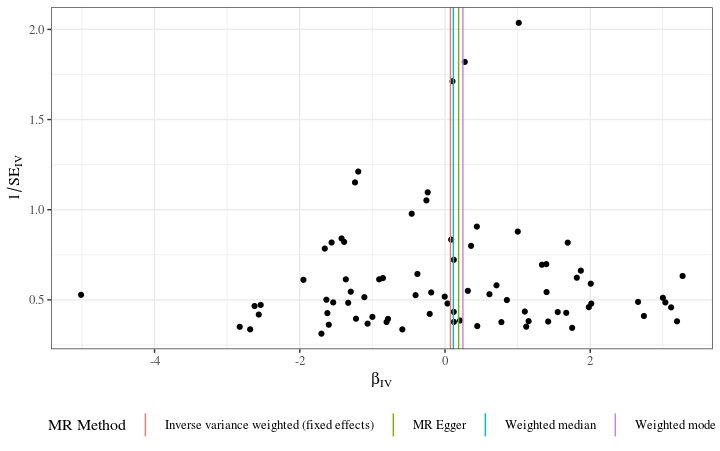 2.0
1.5
1.0
0.5
1/SE_IV
-4
-2
0
2
β_IV
MR Method Inverse variance weighted (fixed effects) MR Egger Weighted median Weighted mode